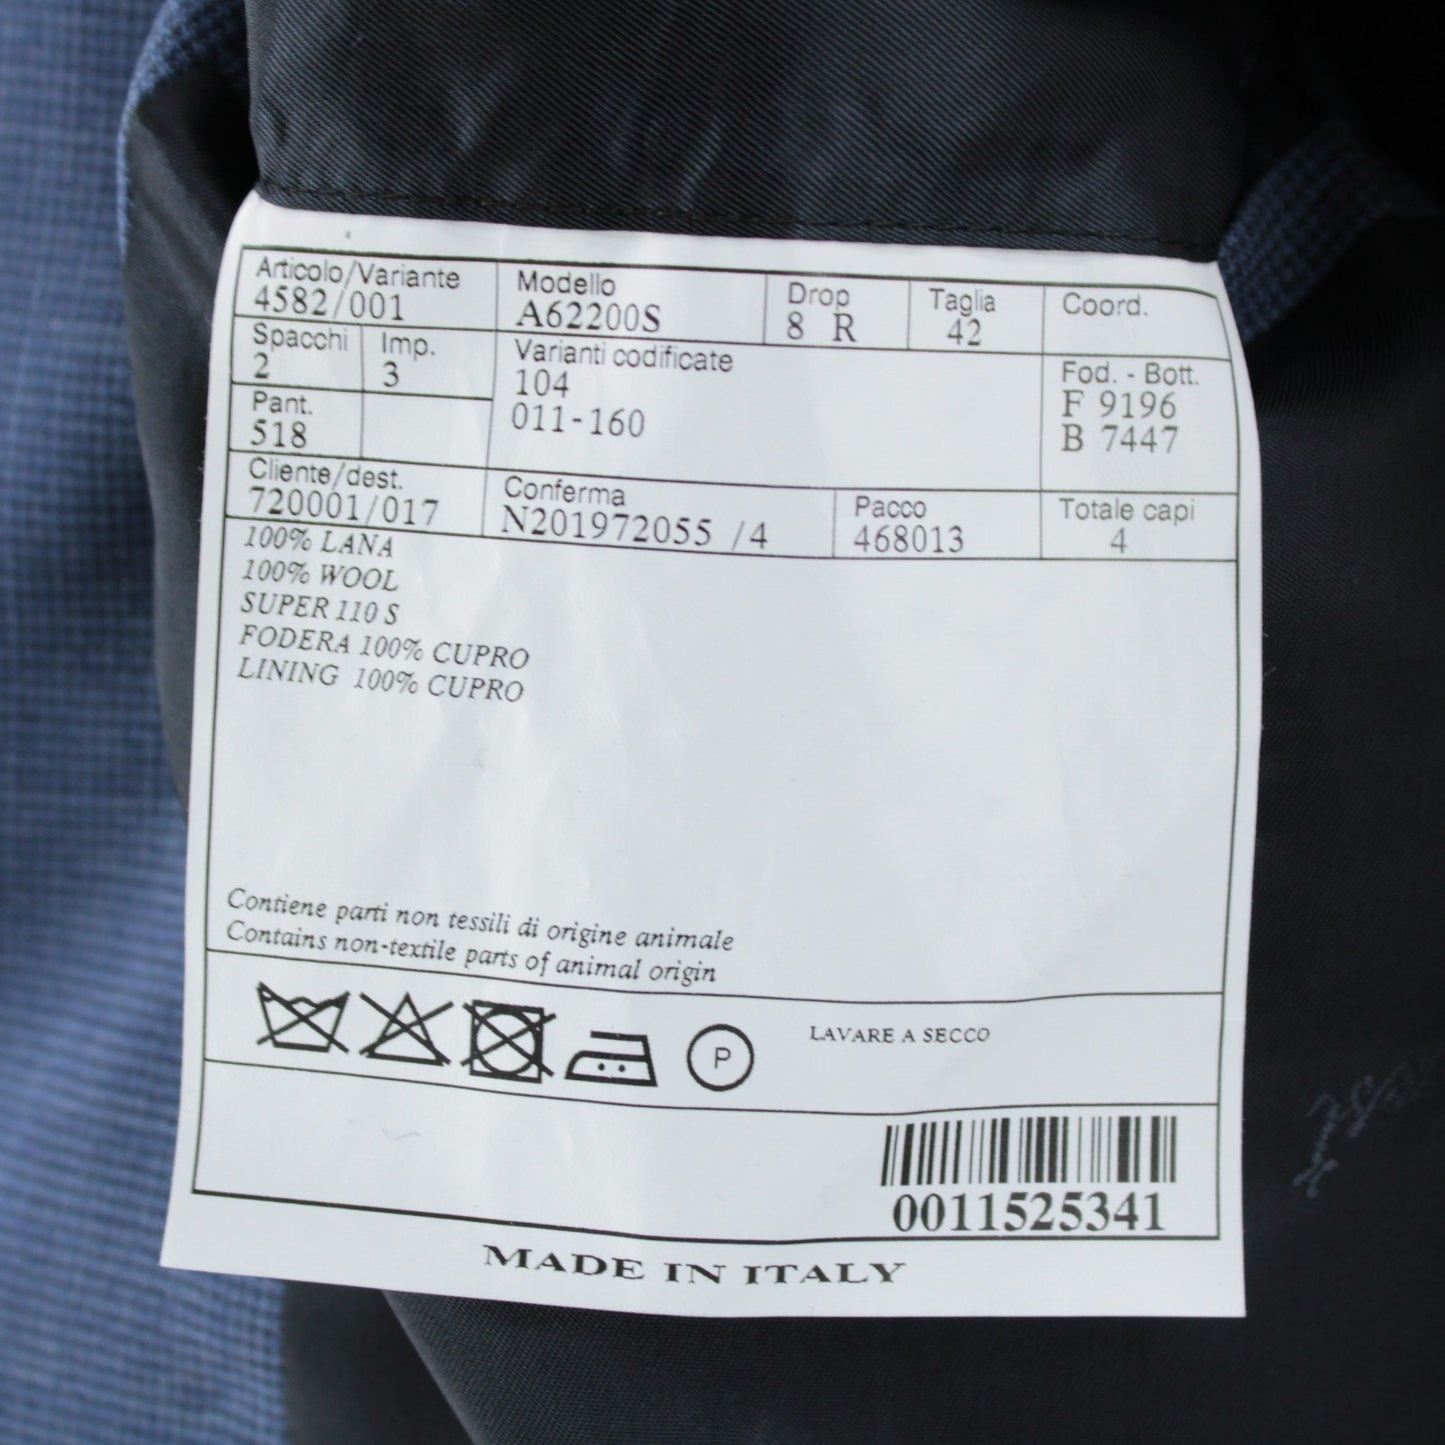 Articolo/Variante Modello Drop Taglia Coord.
4582/001 A62200S 8 R 42
Spacchi Imp. Varianti codificate Fod. - Bott.
2 3 104 F 9196
Pant. 011-160 B 7447
518
Cliente/dest. Conferma Pacco Totale capi
720001/017 N201972055 /4 468013 4
100% LANA
100% WOOL
SUPER 110 S
FODERA 100% CUPRO
LINING 100% CUPRO
Contiene parti non tessili di origine animale
Contains non-textile parts of animal origin
P LAVARE A SECCO
0011525341
MADE IN ITALY